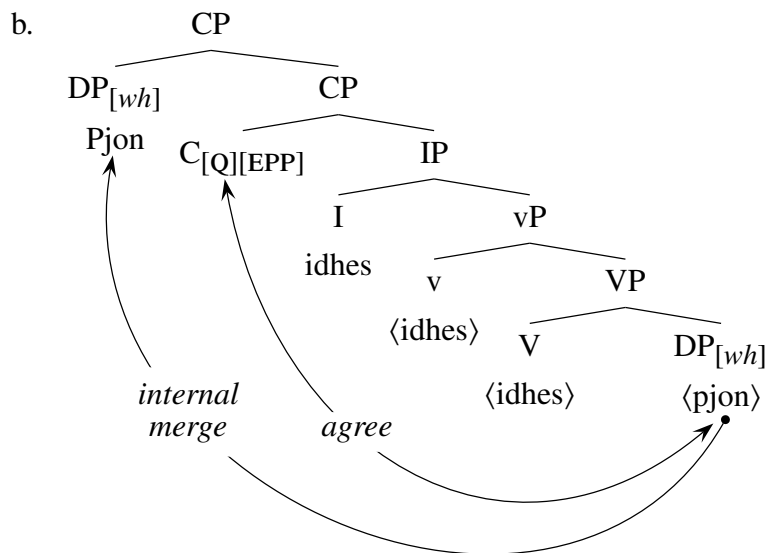 b. CP
DP[wh] CP
Pjon C[Q][EPP] IP
I vP
idhes v VP
⟨idhes⟩ V DP[wh]
⟨idhes⟩ ⟨pjon⟩
internal
merge agree